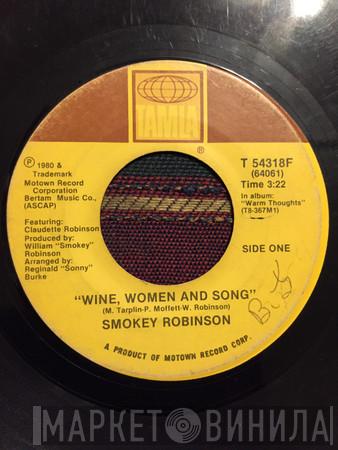 TAMLA
®
℗ 1980 &
Trademark
Motown Record
Corporation
Bertam Music Co.,
(ASCAP)
T 54318F
(64061)
Time 3:22
In album:
"Warm Thoughts"
(T8-367M1)
Featuring:
Claudette Robinson
Produced by:
William "Smokey"
Robinson
Arranged by:
Reginald "Sonny"
Burke
SIDE ONE
"WINE, WOMEN AND SONG"
(M. Tarplin-P. Moffett-W. Robinson)
SMOKEY ROBINSON
A PRODUCT OF MOTOWN RECORD CORP.
МАРКЕТ ВИНИЛА